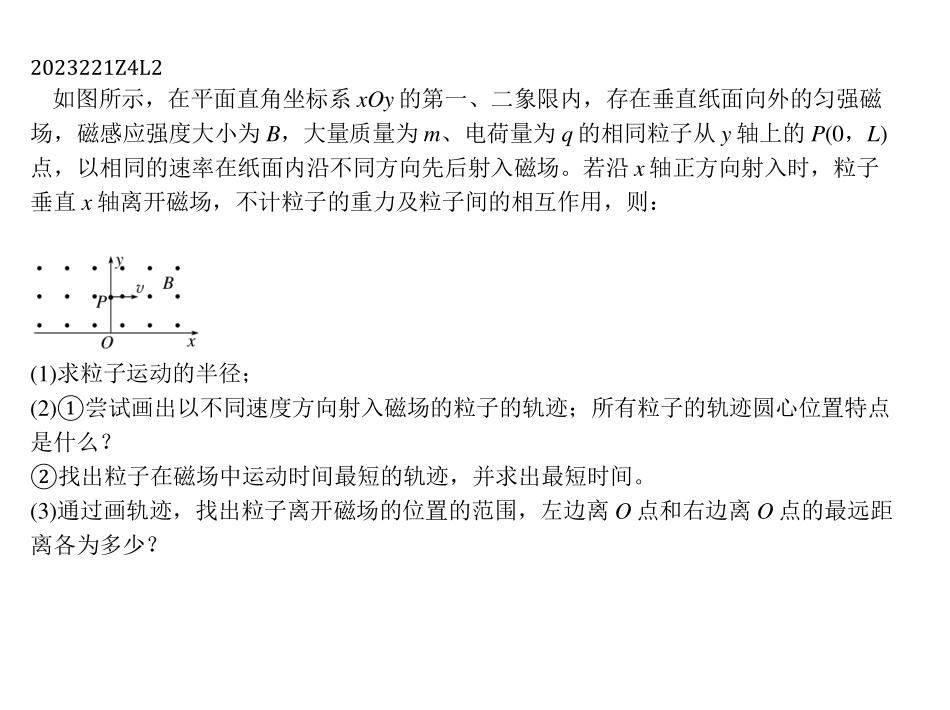 2023221Z4L2
如图所示，在平面直角坐标系 xOy 的第一、二象限内，存在垂直纸面向外的匀强磁
场，磁感应强度大小为 B，大量质量为 m、电荷量为 q 的相同粒子从 y 轴上的 P(0，L)
点，以相同的速率在纸面内沿不同方向先后射入磁场。若沿 x 轴正方向射入时，粒子
垂直 x 轴离开磁场，不计粒子的重力及粒子间的相互作用，则：
y
v
B
P
O
x
(1)求粒子运动的半径；
(2)①尝试画出以不同速度方向射入磁场的粒子的轨迹；所有粒子的轨迹圆心位置特点
是什么？
②找出粒子在磁场中运动时间最短的轨迹，并求出最短时间。
(3)通过画轨迹，找出粒子离开磁场的位置的范围，左边离 O 点和右边离 O 点的最远距
离各为多少？